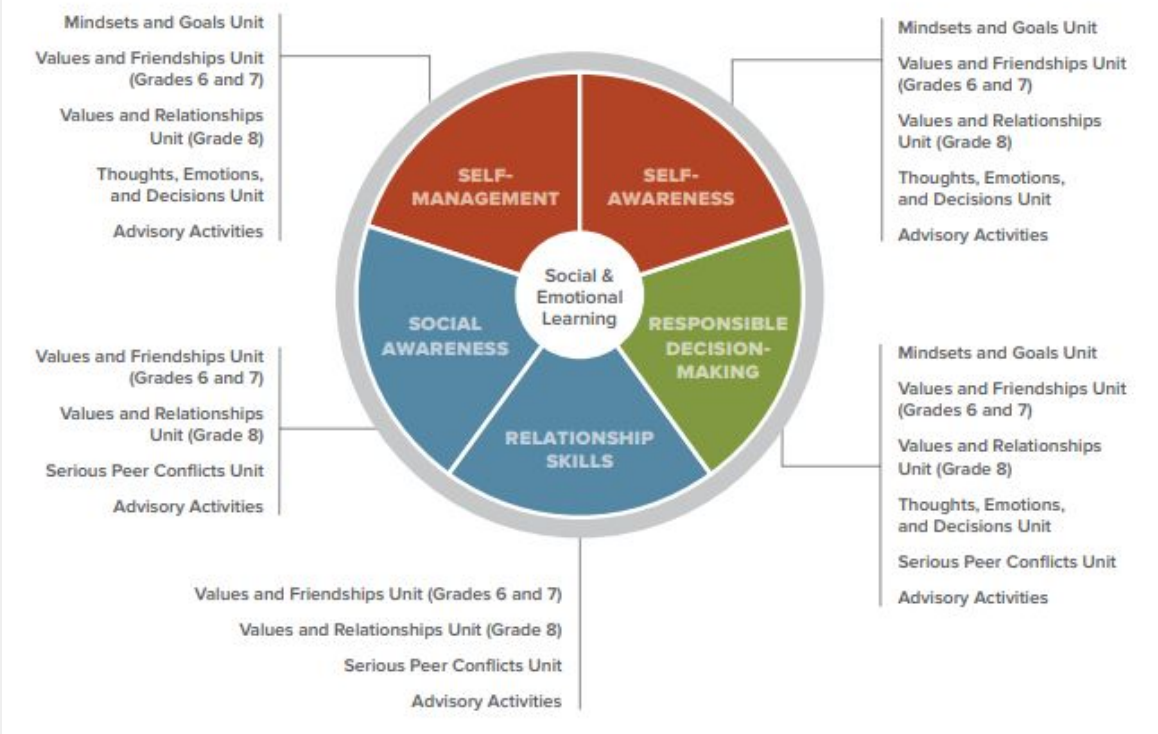 Mindsets and Goals Unit
Values and Friendships Unit
(Grades 6 and 7)
Values and Relationships
Unit (Grade 8)
Thoughts, Emotions,
and Decisions Unit
Advisory Activities
Mindsets and Goals Unit
Values and Friendships Unit
(Grades 6 and 7)
Values and Relationships
Unit (Grade 8)
Thoughts, Emotions,
and Decisions Unit
Advisory Activities
SELF-
MANAGEMENT
SELF-
AWARENESS
Social &
Emotional
Learning
SOCIAL
AWARENESS
RESPONSIBLE
DECISION-
MAKING
RELATIONSHIP
SKILLS
Values and Friendships Unit
(Grades 6 and 7)
Values and Relationships
Unit (Grade 8)
Serious Peer Conflicts Unit
Advisory Activities
Mindsets and Goals Unit
Values and Friendships Unit
(Grades 6 and 7)
Values and Relationships
Unit (Grade 8)
Thoughts, Emotions,
and Decisions Unit
Serious Peer Conflicts Unit
Advisory Activities
Values and Friendships Unit (Grades 6 and 7)
Values and Relationships Unit (Grade 8)
Serious Peer Conflicts Unit
Advisory Activities